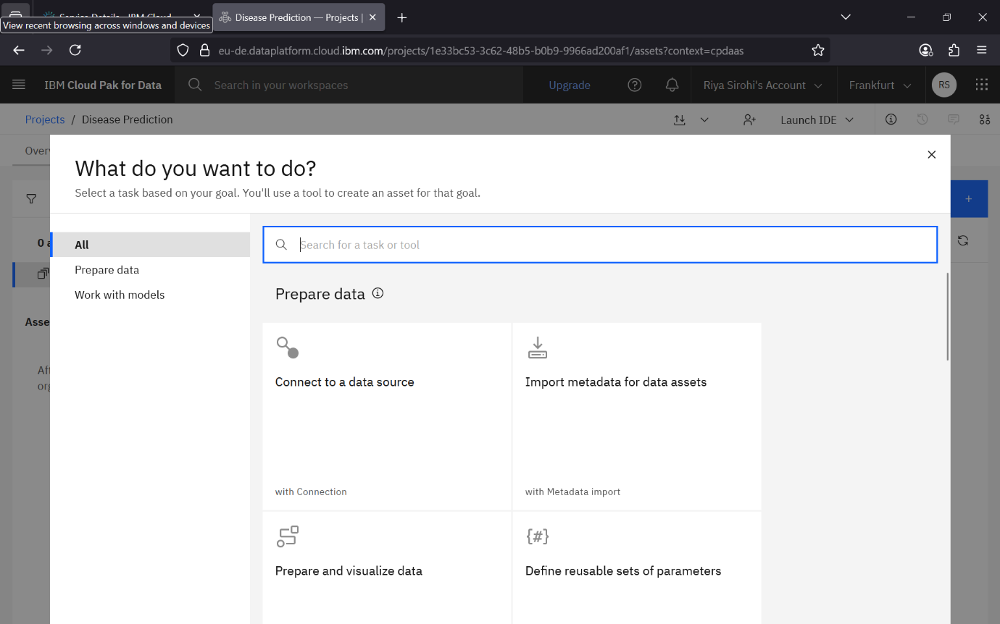 Service Details - IBM Cloud
Disease Prediction — Projects |
View recent browsing across windows and devices
eu-de.dataplatform.cloud.ibm.com/projects/1e33bc53-3c62-48b5-b0b9-9966ad200af1/assets?context=cpdaas
IBM Cloud Pak for Data
Search in your workspaces
Upgrade
Riya Sirohi's Account
Frankfurt
RS
Projects / Disease Prediction
Launch IDE
Over
What do you want to do?
Select a task based on your goal. You'll use a tool to create an asset for that goal.
0 a
Asse
Aft
org
All
Prepare data
Work with models
Search for a task or tool
Prepare data
Connect to a data source
with Connection
Import metadata for data assets
with Metadata import
Prepare and visualize data
{#}
Define reusable sets of parameters